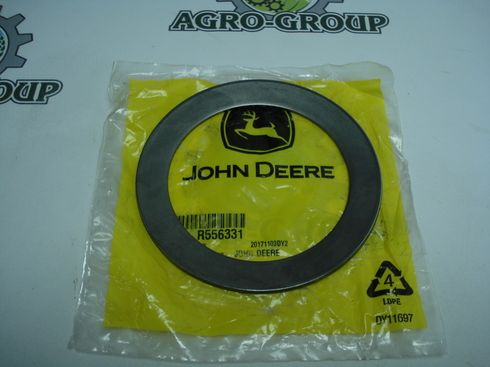 AGRO-GROUP
GROUP
JOHN DEERE
R556331
20171103DY2
JOHN DEERE
4
LDPE
DY11697